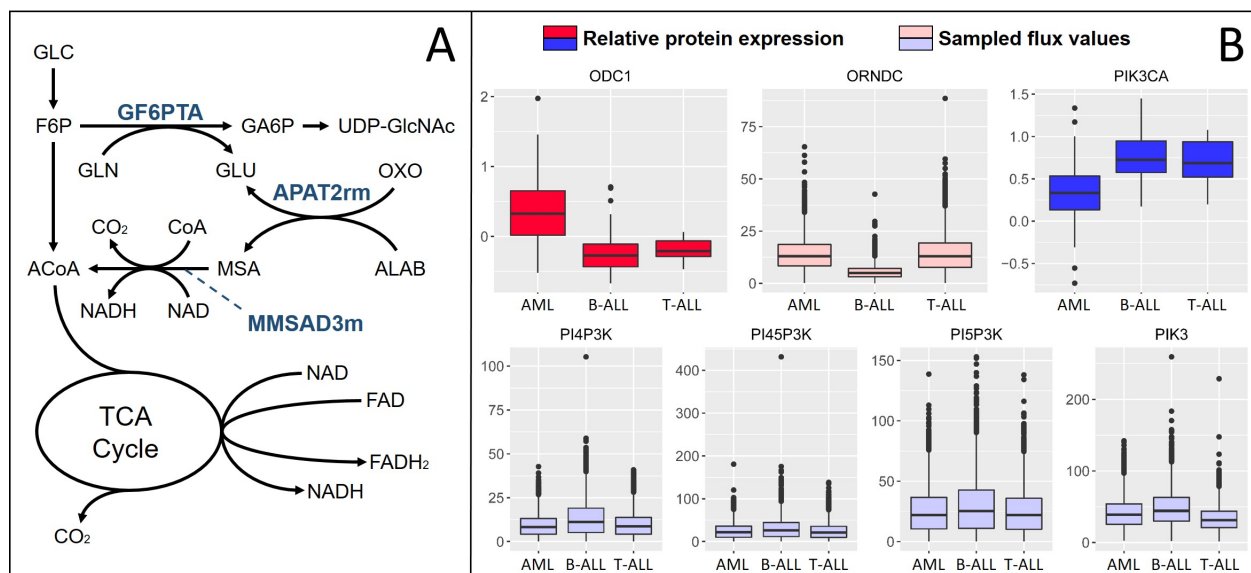 A
GLC
GF6PTA
F6P
GA6P
UDP-GlcNAc
GLN
GLU
OXO
APAT2rm
CO2
CoA
ACoA
MSA
ALAB
NADH
NAD
MMSAD3m
NAD
TCA
Cycle
FAD
FADH2
NADH
CO2
Relative protein expression
Sampled flux values
B
ODC1
2
1
0
AML B-ALL T-ALL
ORNDC
75
50
25
0
AML B-ALL T-ALL
PIK3CA
1.5
1.0
0.5
0.0
−0.5
AML B-ALL T-ALL
PI4P3K
100
75
50
25
0
AML B-ALL T-ALL
PI45P3K
400
300
200
100
0
AML B-ALL T-ALL
PI5P3K
150
100
50
0
AML B-ALL T-ALL
PIK3
200
100
0
AML B-ALL T-ALL